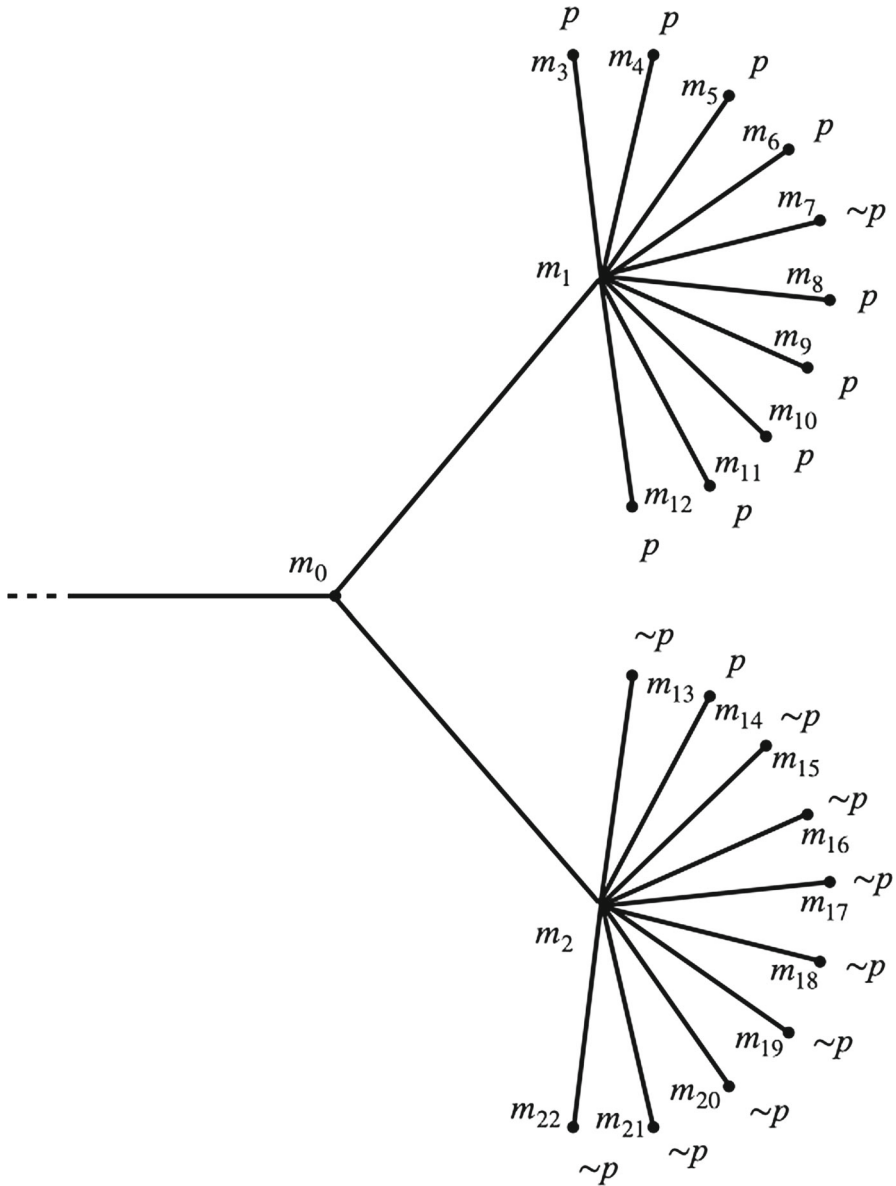 p p
m₃ m₄ p
m₅
m₆ p
m₇ ~p
m₁ m₈ p
m₉
p
m₁₀
p
m₁₁
m₁₂ p
p
m₀
~p p
m₁₃
m₁₄ ~p
m₁₅
~p
m₁₆
~p
m₁₇
m₂
m₁₈ ~p
m₁₉ ~p
m₂₀
m₂₂ m₂₁ ~p
~p
~p